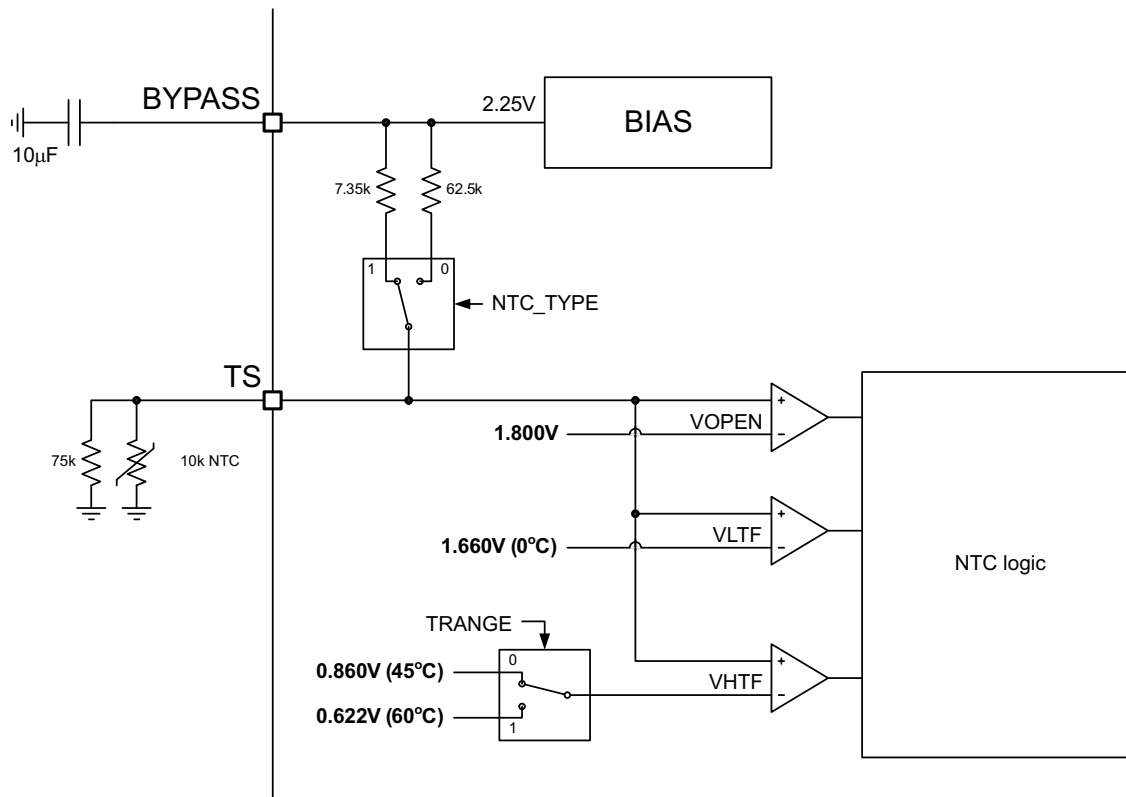 BYPASS
2.25V
BIAS
10µF
7.35k
62.5k
1
0
NTC_TYPE
TS
75k
10k NTC
1.800V
VOPEN
+
−
1.660V (0°C)
VLTF
+
−
NTC logic
TRANGE
0
0.860V (45°C)
0.622V (60°C)
1
VHTF
+
−